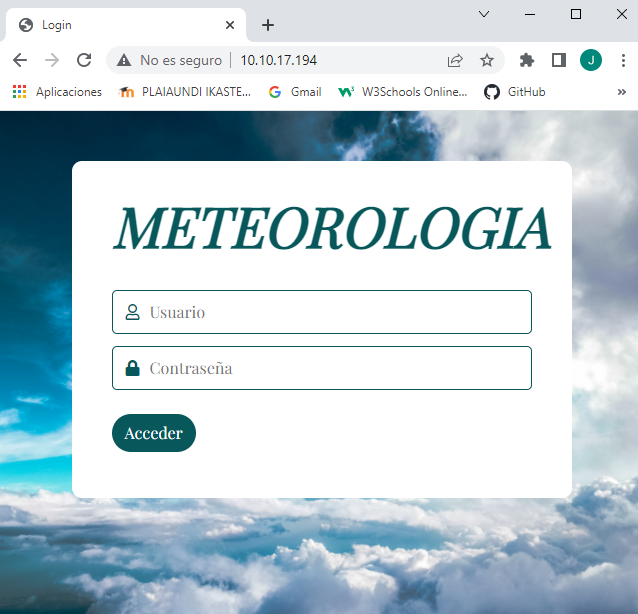 Login
No es seguro
10.10.17.194
J
Aplicaciones
PLAIAUNDI IKASTE...
Gmail
W3Schools Online...
GitHub
METEOROLOGIA
Usuario
Contraseña
Acceder